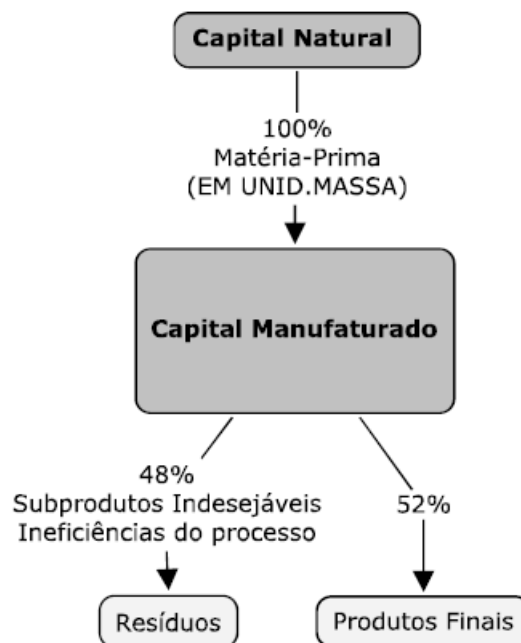 Capital Natural
100%
Matéria-Prima
(EM UNID.MASSA)
Capital Manufaturado
48%
Subprodutos Indesejáveis
Ineficiências do processo
52%
Resíduos
Produtos Finais